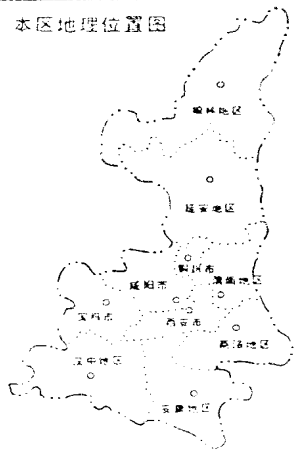 本区地理位置图
榆林地区
延安地区
铜川市
咸阳市
渭南地区
宝鸡市
西安市
商洛地区
汉中地区
安康地区